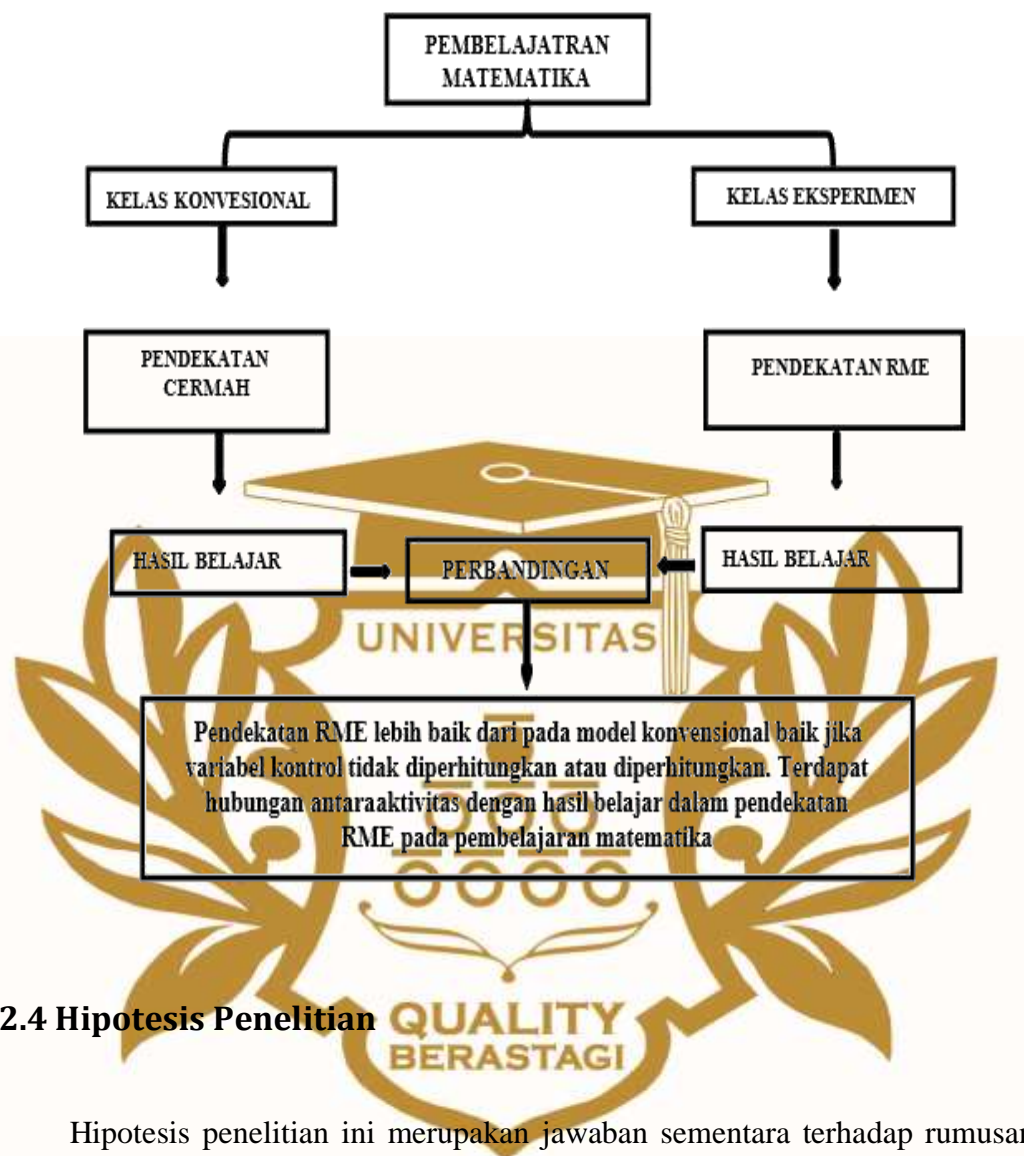 PEMBELAJATRAN
MATEMATIKA
KELAS KONVESIONAL
KELAS EKSPERIMEN
PENDEKATAN
CERMAH
PENDEKATAN RME
HASIL BELAJAR
PERBANDINGAN
HASIL BELAJAR
UNIVERSITAS
Pendekatan RME lebih baik dari pada model konvensional baik jika
variabel kontrol tidak diperhitungkan atau diperhitungkan. Terdapat
hubungan antaraaktivitas dengan hasil belajar dalam pendekatan
RME pada pembelajaran matematika
2.4 Hipotesis Penelitian
QUALITY
BERASTAGI
Hipotesis penelitian ini merupakan jawaban sementara terhadap rumusan